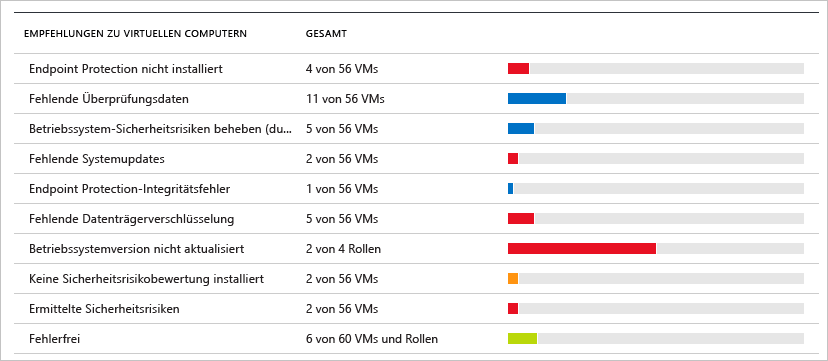 EMPFEHLUNGEN ZU VIRTUELLEN COMPUTERN GESAMT
Endpoint Protection nicht installiert 4 von 56 VMs
Fehlende Überprüfungsdaten 11 von 56 VMs
Betriebssystem-Sicherheitsrisiken beheben (du... 5 von 56 VMs
Fehlende Systemupdates 2 von 56 VMs
Endpoint Protection-Integritätsfehler 1 von 56 VMs
Fehlende Datenträgerverschlüsselung 5 von 56 VMs
Betriebssystemversion nicht aktualisiert 2 von 4 Rollen
Keine Sicherheitsrisikobewertung installiert 2 von 56 VMs
Ermittelte Sicherheitsrisiken 2 von 56 VMs
Fehlerfrei 6 von 60 VMs und Rollen